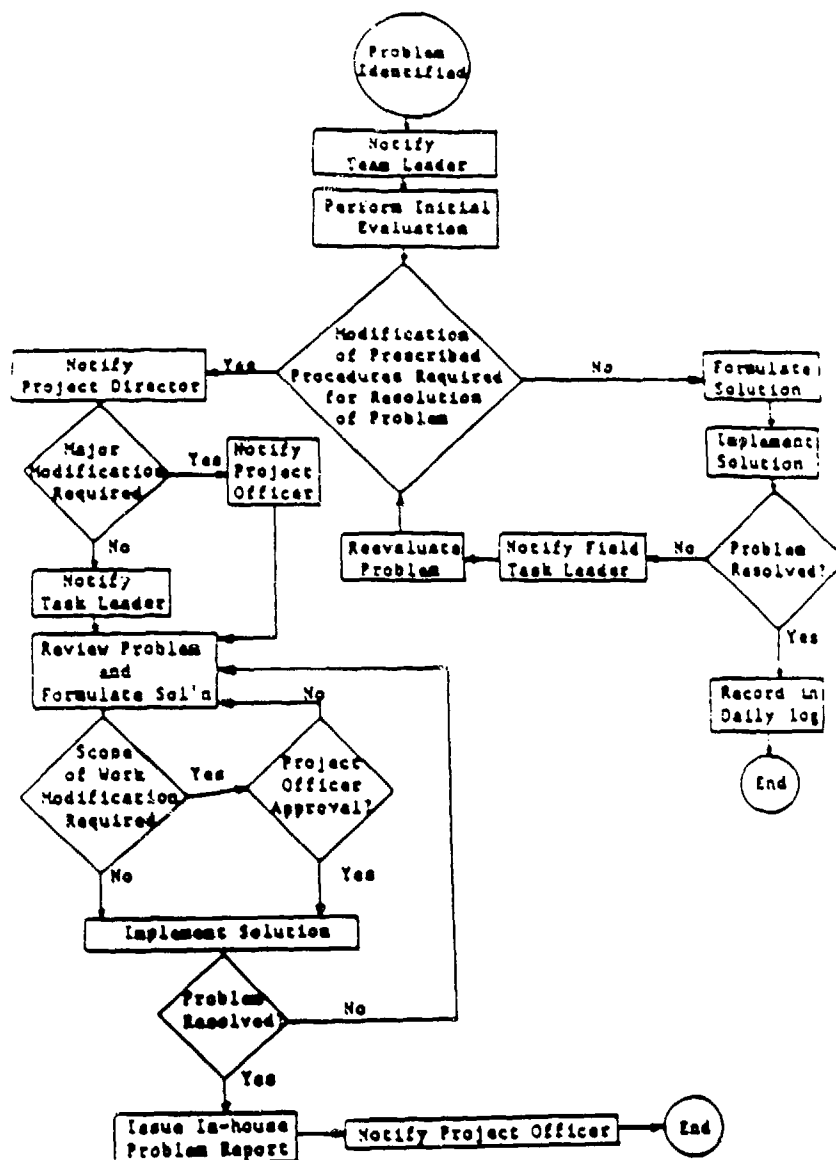 Problem
Identified
Notify
Team Leader
Perform Initial
Evaluation
Modification
of Prescribed
Procedures Required
for Resolution
of Problem
Yes
No
Notify
Project Director
Formulate
Solution
Major
Modification
Required
Yes
Notify
Project
Officer
Implement
Solution
No
Notify
Task Leader
Reevaluate
Problem
Notify Field
Task Leader
No
Problem
Resolved?
Yes
Review Problem
and
Formulate Sol'n
No
Record in
Daily log
Scope
of Work
Modification
Required
Yes
Project
Officer
Approval?
End
No
Yes
Implement Solution
Problem
Resolved
No
Yes
Issue In-house
Problem Report
Notify Project Officer
End